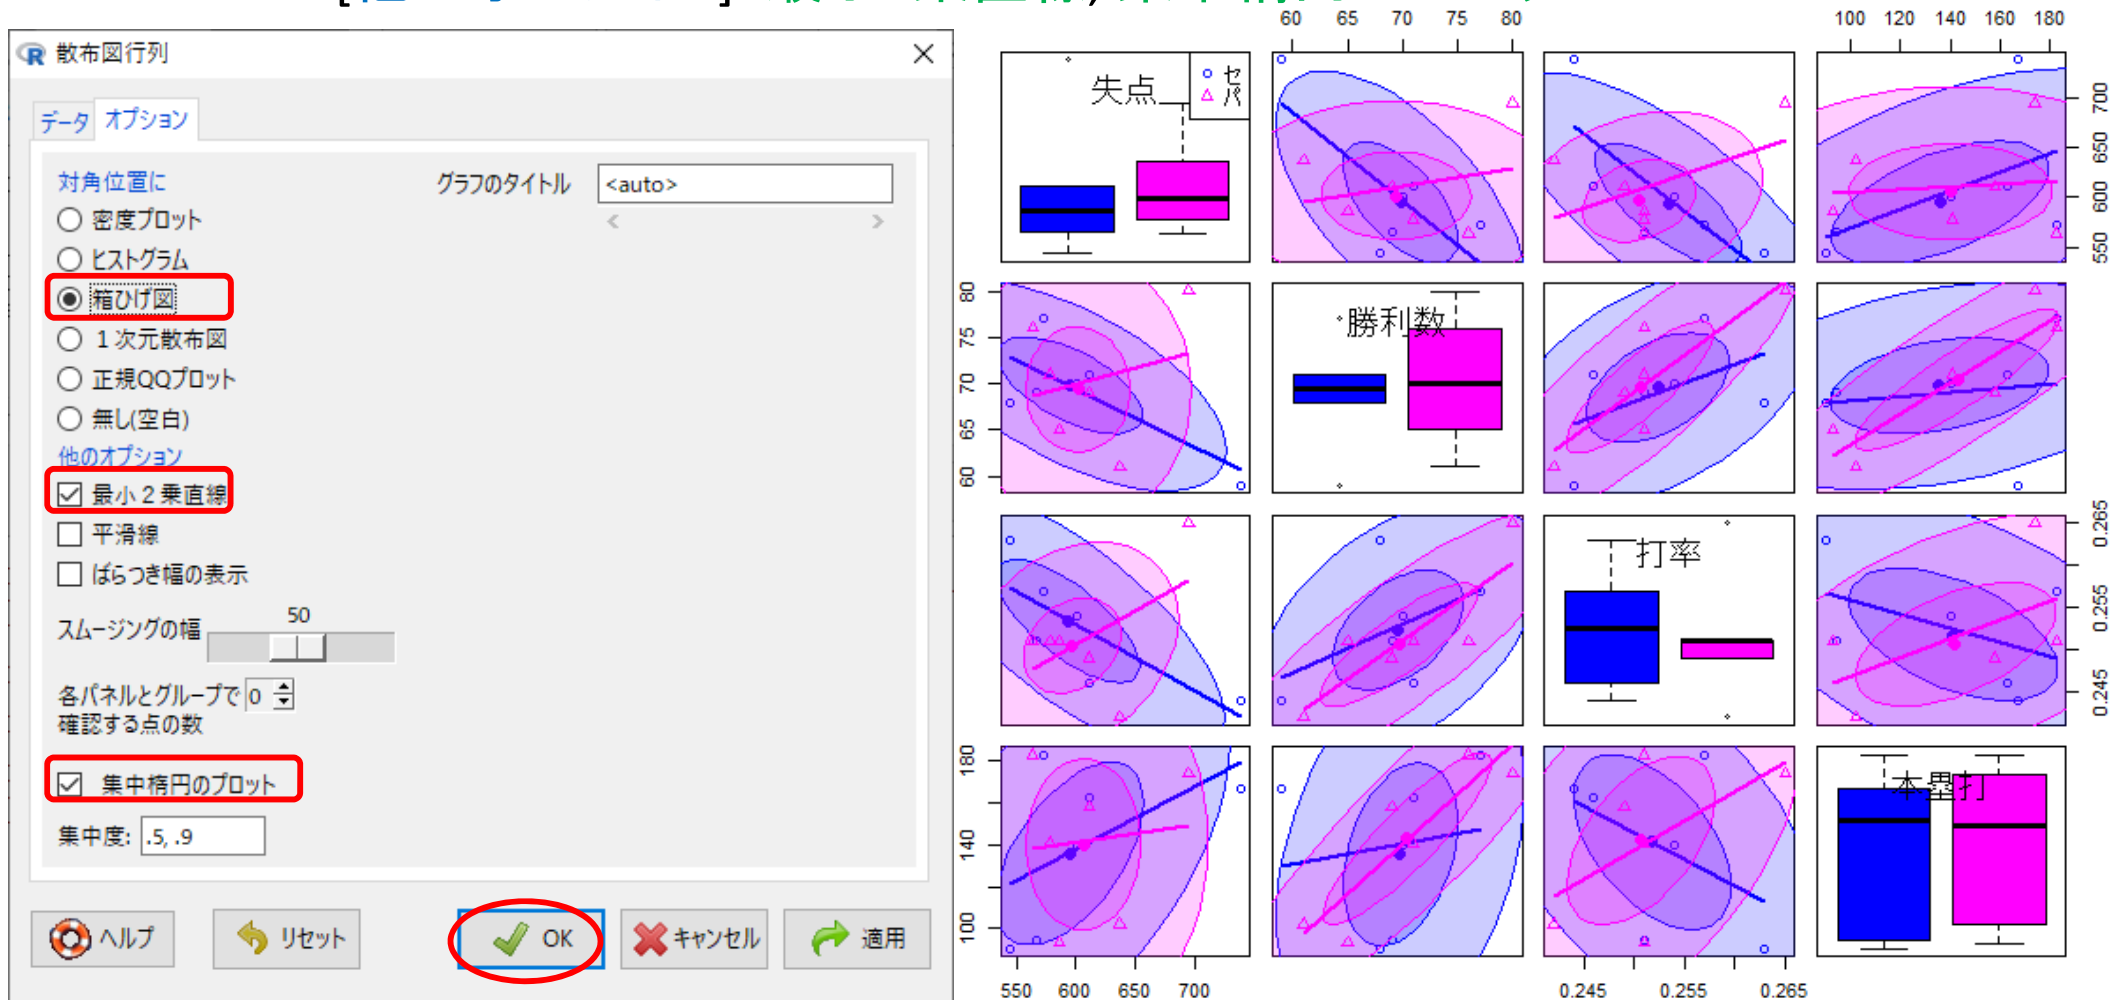 散布図行列
データ オプション
対角位置に
グラフのタイトル <auto>
密度プロット
ヒストグラム
箱ひげ図
1次元散布図
正規QQプロット
無し(空白)
他のオプション
最小2乗直線
平滑線
ばらつき幅の表示
スムージングの幅 50
各パネルとグループで 0
確認する点の数
集中楕円のプロット
集中度: .5, .9
ヘルプ リセット OK キャンセル 適用
60 65 70 75 80
100 120 140 160 180
失点
セ
パ
550 600 650 700
60 65 70 75 80
勝利数
打率
0.245 0.255 0.265
100 140 180
本塁打
550 600 650 700
0.245 0.255 0.265